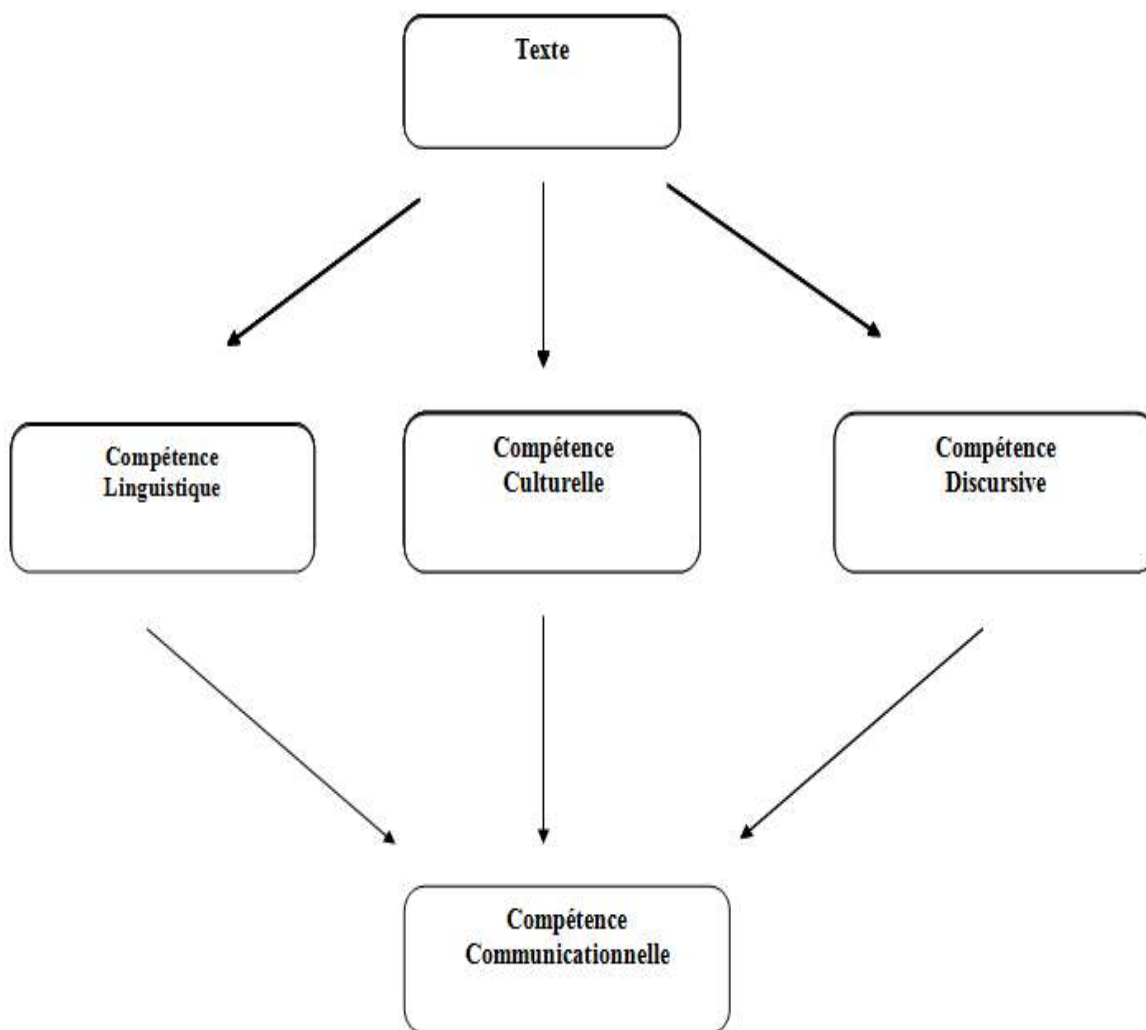 Texte
Compétence
Linguistique
Compétence
Culturelle
Compétence
Discursive
Compétence
Communicationnelle